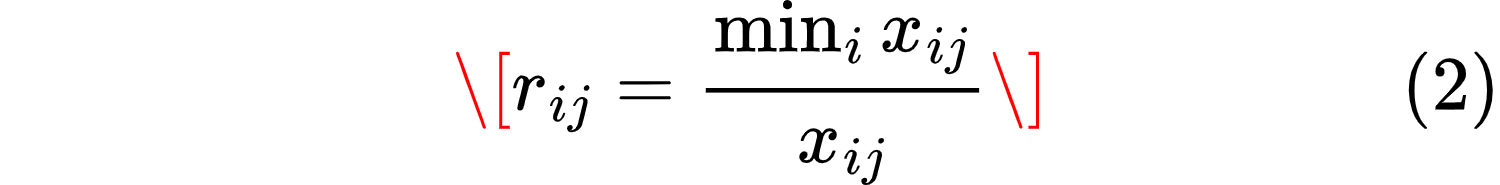 \[ r_{ij} = \frac{\min_i x_{ij}}{x_{ij}} \] (2)